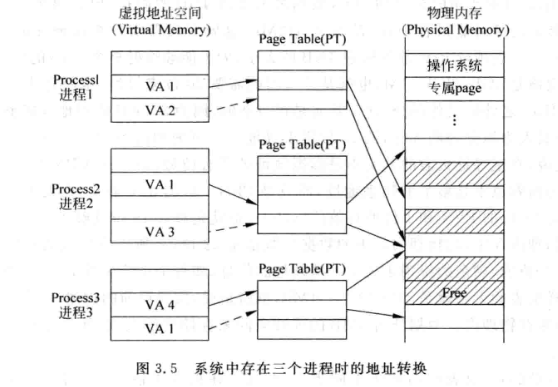 虚拟地址空间
(Virtual Memory)
Page Table(PT)
物理内存
(Physical Memory)
Process1
进程1
VA 1
VA 2
操作系统
专属page
⋮
Page Table(PT)
Process2
进程2
VA 1
VA 3
Page Table(PT)
Process3
进程3
VA 4
VA 1
Free
图 3.5 系统中存在三个进程时的地址转换